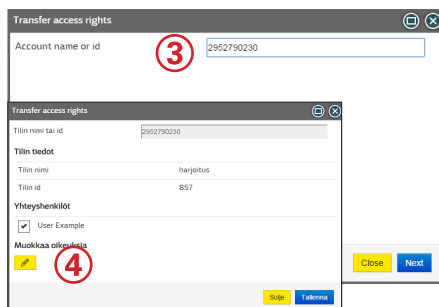 Transfer access rights
Account name or id
3
2952790230
Transfer access rights
Tilin nimi tai id
2952790230
Tilin tiedot
Tilin nimi harjoitus
Tilin id 857
Yhteyshenkilöt
User Example
Muokkaa oikeuksia
4
Sulje Tallenna
Close Next